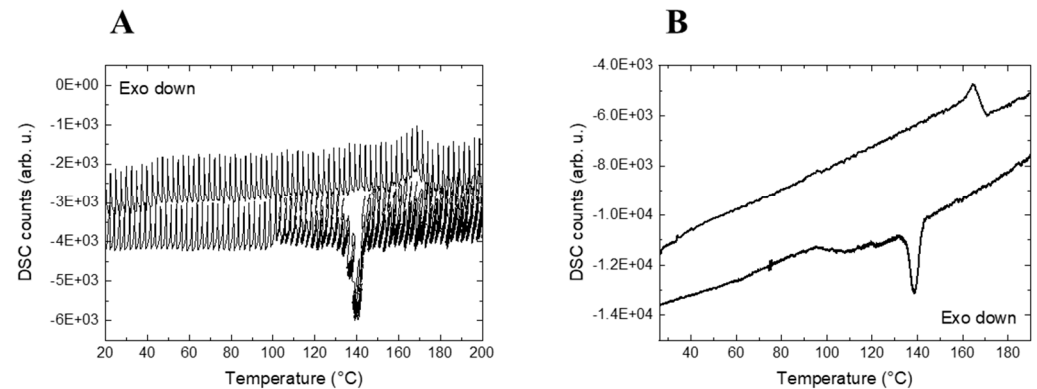 A
B
Exo down
0E+00
-1E+03
-2E+03
-3E+03
-4E+03
-5E+03
-6E+03
DSC counts (arb. u.)
20 40 60 80 100 120 140 160 180 200
Temperature (°C)
-4.0E+03
-6.0E+03
-8.0E+03
-1.0E+04
-1.2E+04
-1.4E+04
DSC counts (arb. u.)
Exo down
40 60 80 100 120 140 160 180
Temperature (°C)